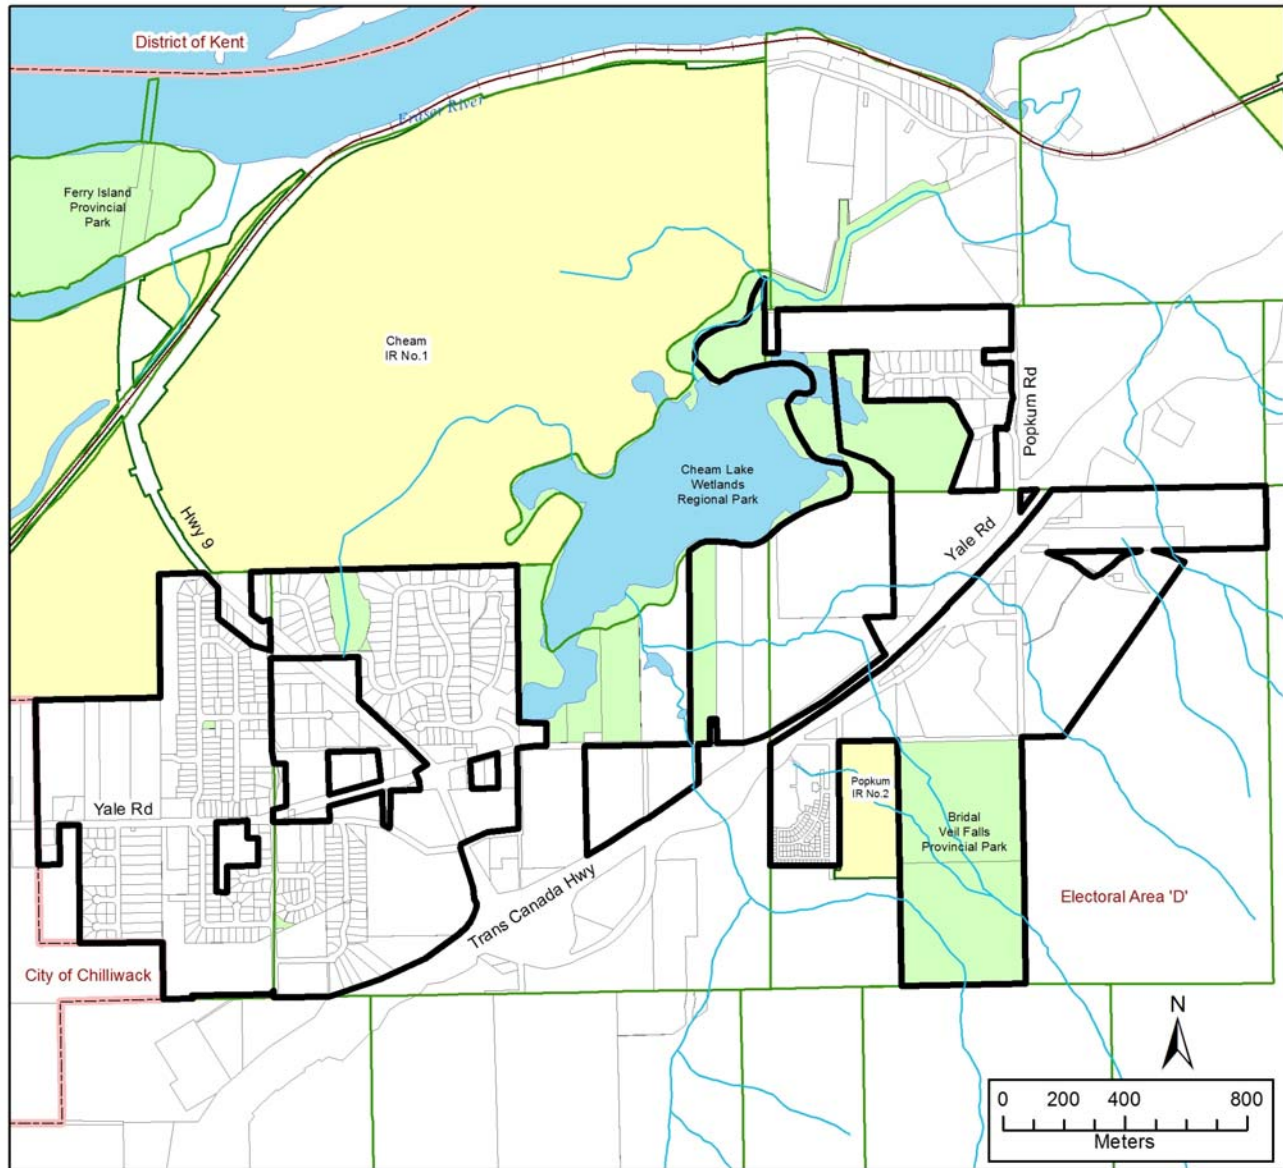 District of Kent
Fraser River
Ferry Island
Provincial
Park
Cheam
IR No.1
Popkum Rd
Cheam Lake
Wetlands
Regional Park
Hwy 9
Yale Rd
Yale Rd
Popkum
IR No.2
Bridal
Veil Falls
Provincial Park
Trans Canada Hwy
Electoral Area 'D'
City of Chilliwack
N
0 200 400 800
Meters